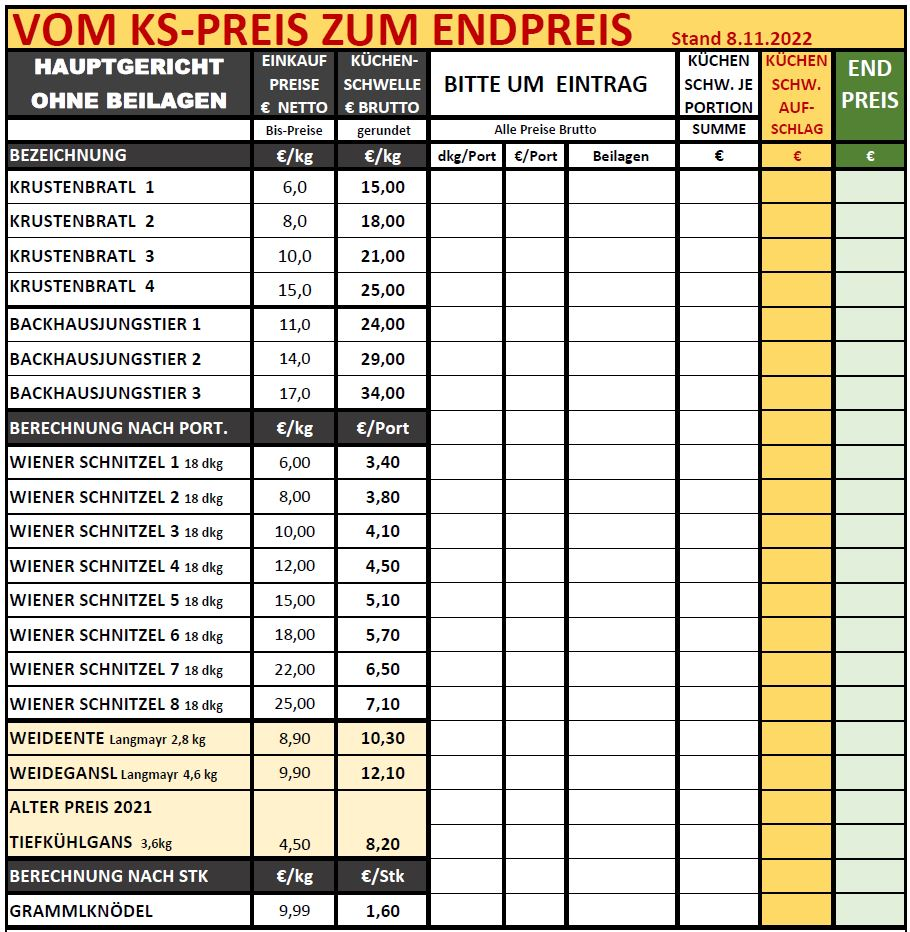 VOM KS-PREIS ZUM ENDPREIS Stand 8.11.2022
HAUPTGERICHT OHNE BEILAGEN
EINKAUF PREISE € NETTO
KÜCHEN-SCHWELLE € BRUTTO
BITTE UM EINTRAG
KÜCHEN SCHW. JE PORTION
KÜCHEN SCHW. AUF-SCHLAG
END PREIS
Bis-Preise gerundet Alle Preise Brutto SUMME
BEZEICHNUNG €/kg €/kg dkg/Port €/Port Beilagen € € €
KRUSTENBRATL 1 6,0 15,00
KRUSTENBRATL 2 8,0 18,00
KRUSTENBRATL 3 10,0 21,00
KRUSTENBRATL 4 15,0 25,00
BACKHAUSJUNGSTIER 1 11,0 24,00
BACKHAUSJUNGSTIER 2 14,0 29,00
BACKHAUSJUNGSTIER 3 17,0 34,00
BERECHNUNG NACH PORT. €/kg €/Port
WIENER SCHNITZEL 1 18 dkg 6,00 3,40
WIENER SCHNITZEL 2 18 dkg 8,00 3,80
WIENER SCHNITZEL 3 18 dkg 10,00 4,10
WIENER SCHNITZEL 4 18 dkg 12,00 4,50
WIENER SCHNITZEL 5 18 dkg 15,00 5,10
WIENER SCHNITZEL 6 18 dkg 18,00 5,70
WIENER SCHNITZEL 7 18 dkg 22,00 6,50
WIENER SCHNITZEL 8 18 dkg 25,00 7,10
WEIDEENTE Langmayr 2,8 kg 8,90 10,30
WEIDEGANSL Langmayr 4,6 kg 9,90 12,10
ALTER PREIS 2021
TIEFKÜHLGANS 3,6kg 4,50 8,20
BERECHNUNG NACH STK €/kg €/Stk
GRAMMLKNÖDEL 9,99 1,60